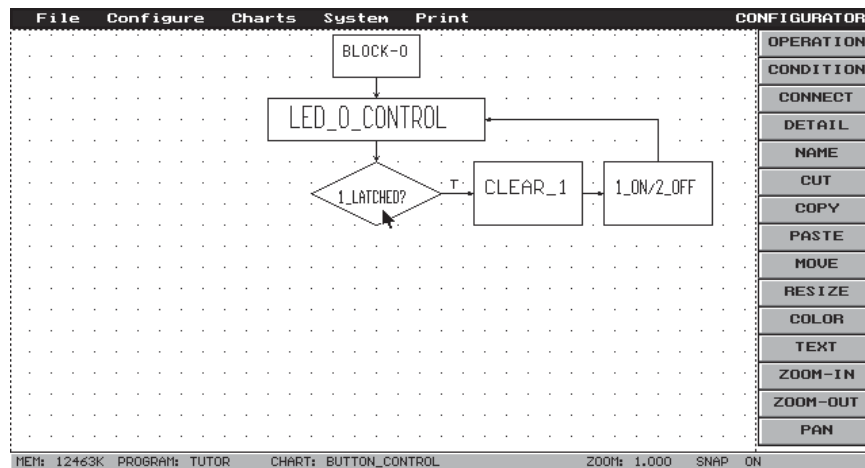 File Configure Charts System Print CONFIGURATOR
BLOCK-0
LED_0_CONTROL
1_LATCHED?
T
CLEAR_1
1_ON/2_OFF
OPERATION
CONDITION
CONNECT
DETAIL
NAME
CUT
COPY
PASTE
MOVE
RESIZE
COLOR
TEXT
ZOOM-IN
ZOOM-OUT
PAN
MEM: 12463K PROGRAM: TUTOR CHART: BUTTON_CONTROL ZOOM: 1.000 SNAP ON